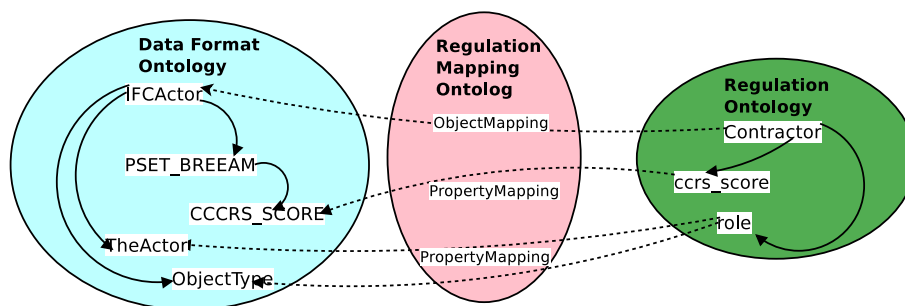 Data Format
Ontology
IFCActor
PSET_BREEAM
CCCRS_SCORE
TheActor
ObjectType
Regulation
Mapping
Ontolog
ObjectMapping
PropertyMapping
PropertyMapping
Regulation
Ontology
Contractor
ccrs_score
role